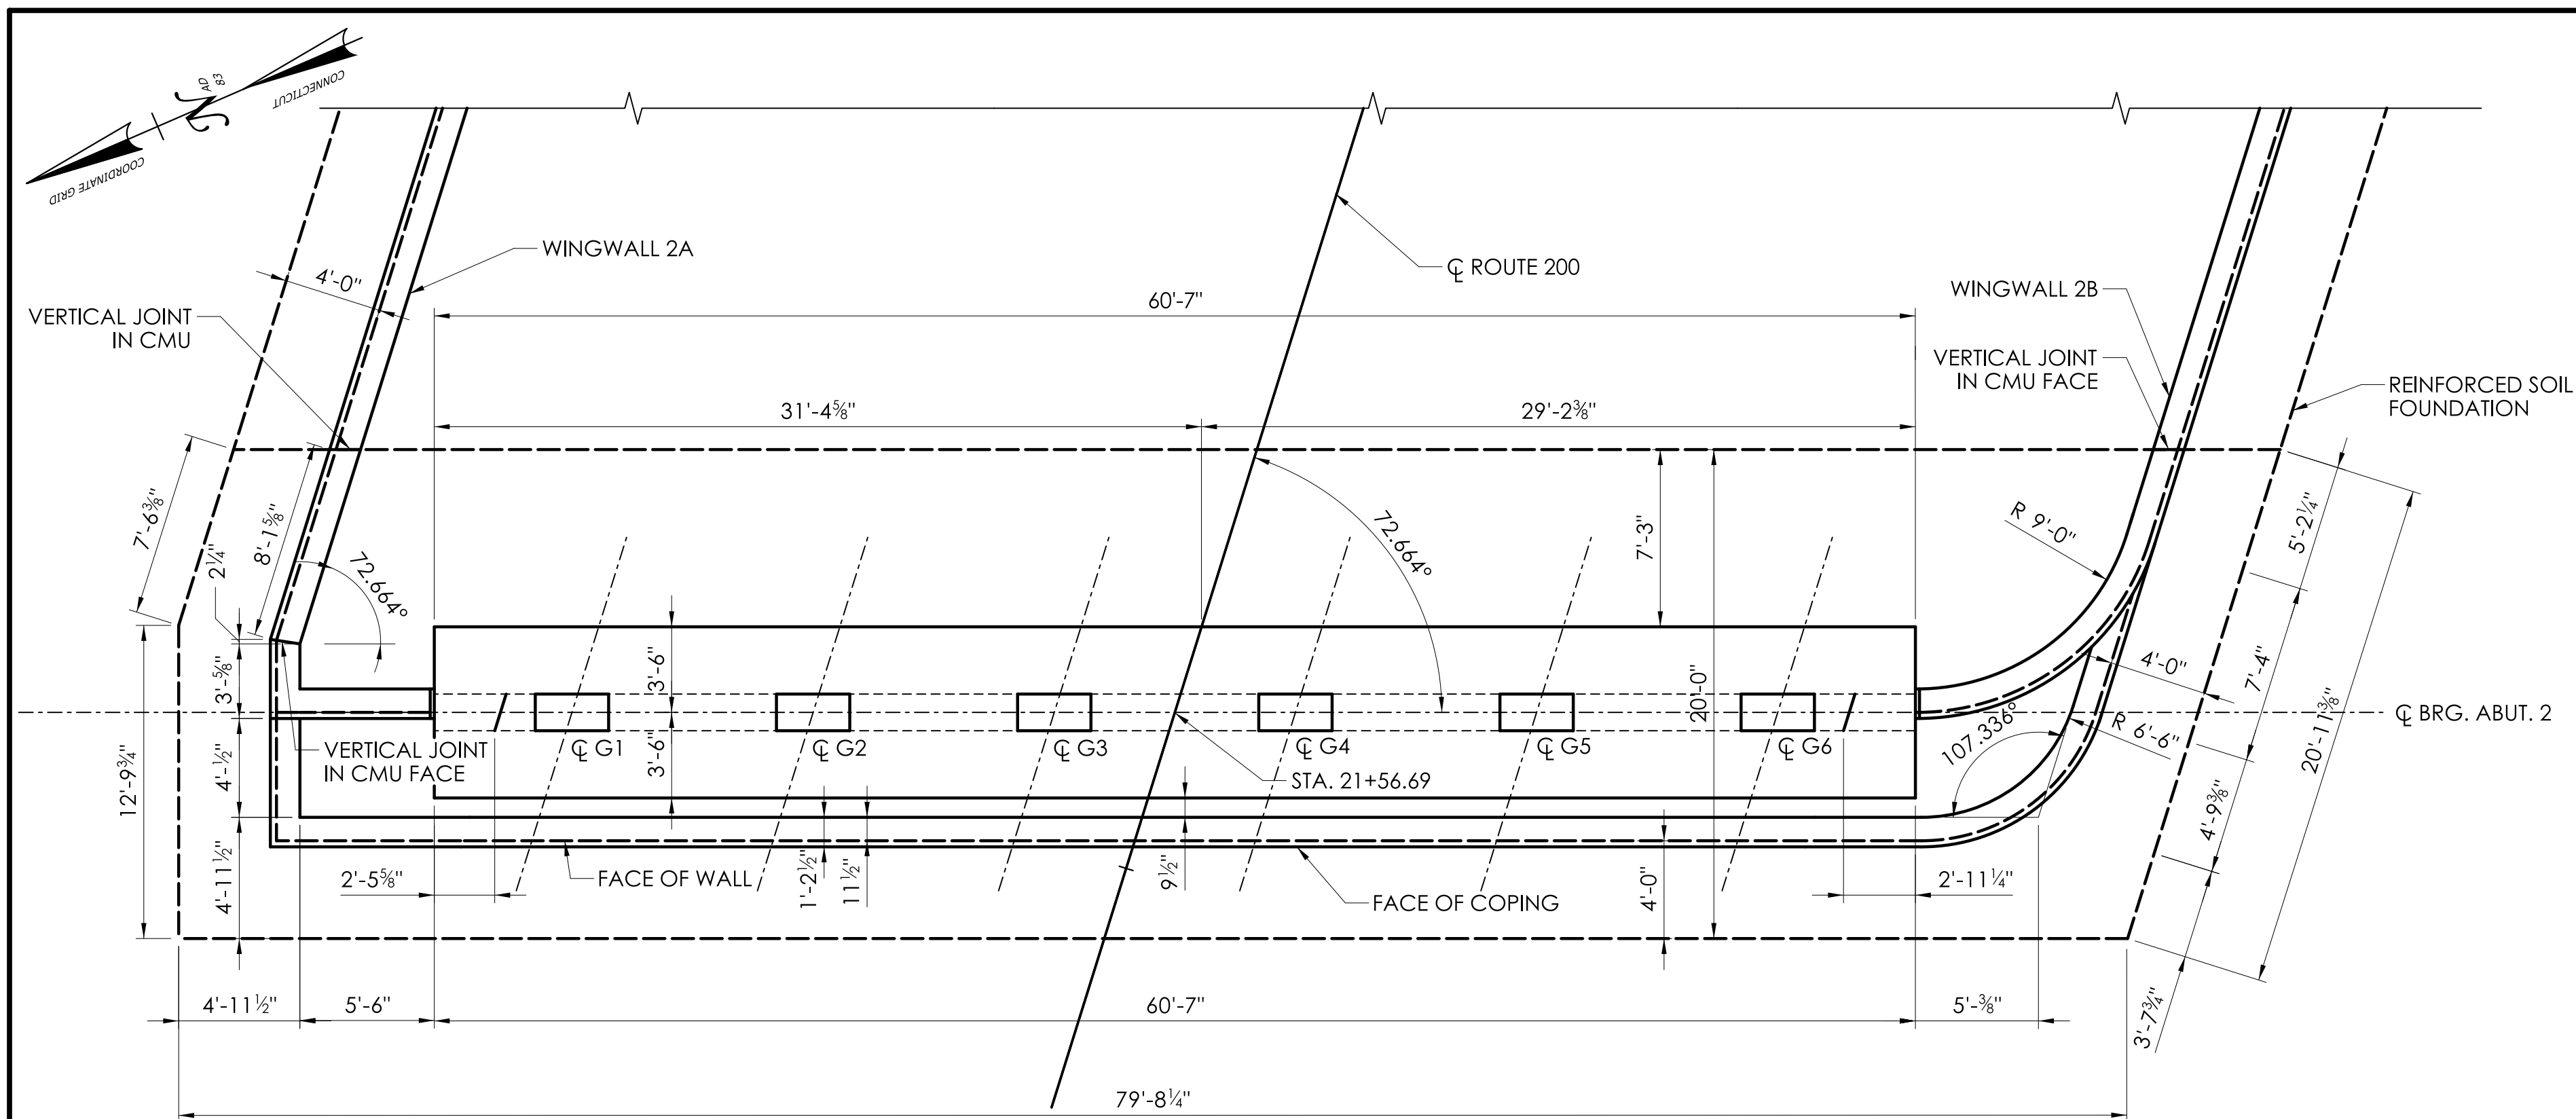 CONNECTICUT
N
AD
83
COORDINATE GRID
WINGWALL 2A
4'-0"
VERTICAL JOINT
IN CMU
℄ ROUTE 200
60'-7"
WINGWALL 2B
VERTICAL JOINT
IN CMU FACE
REINFORCED SOIL
FOUNDATION
31'-4⅝"
29'-2⅜"
7'-6⅜"
8'-1⅝"
2¼"
72.664°
72.664°
7'-3"
R 9'-0"
5'-2¼"
3'-⅝"
3'-6"
20'-0"
4'-0"
7'-4"
20'-11⅜"
℄ BRG. ABUT. 2
VERTICAL JOINT
IN CMU FACE
℄ G1
℄ G2
℄ G3
℄ G4
℄ G5
℄ G6
R 6'-6"
107.336°
12'-9¾"
4'-½"
3'-6"
STA. 21+56.69
4'-9⅜"
4'-11½"
2'-5⅝"
FACE OF WALL
1'-2½"
11½"
9½"
FACE OF COPING
4'-0"
2'-11¼"
4'-11½"
5'-6"
60'-7"
5'-⅜"
3'-7¾"
79'-8¼"